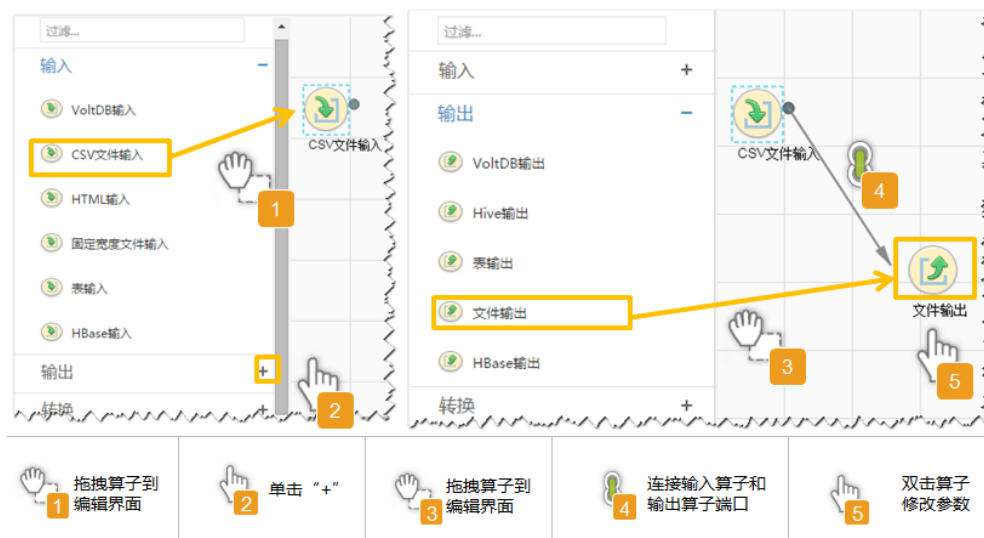 过滤...
输入
−
VoltDB输入
CSV文件输入
HTML输入
固定宽度文件输入
表输入
HBase输入
输出
+
转换
+
CSV文件输入
1
2
过滤...
输入
+
输出
−
VoltDB输出
Hive输出
表输出
文件输出
HBase输出
转换
+
CSV文件输入
4
文件输出
3
5
1
拖拽算子到
编辑界面
2
单击“+”
3
拖拽算子到
编辑界面
4
连接输入算子和
输出算子端口
5
双击算子
修改参数